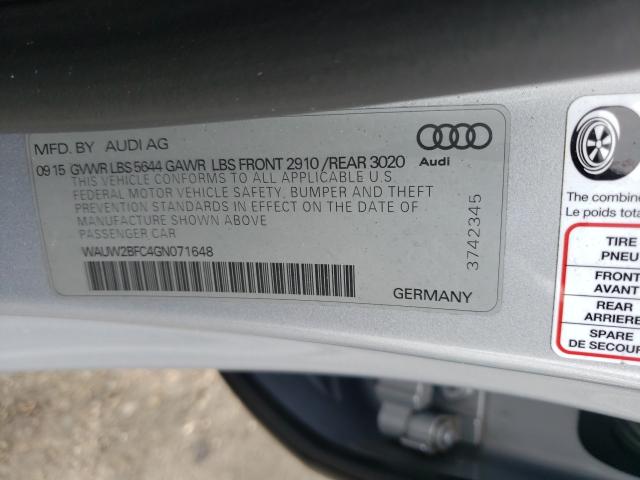 MFD. BY AUDI AG
Audi
09 15 GVWR LBS 5644 GAWR LBS FRONT 2910 /REAR 3020
THIS VEHICLE CONFORMS TO ALL APPLICABLE U.S.
FEDERAL MOTOR VEHICLE SAFETY, BUMPER AND THEFT
PREVENTION STANDARDS IN EFFECT ON THE DATE OF
MANUFACTURE SHOWN ABOVE
PASSENGER CAR
WAUW2BFC4GN071648
3742345
GERMANY
The combine
Le poids tota
TIRE
PNEU
FRONT
AVANT
REAR
ARRIERE
SPARE
DE SECOUR